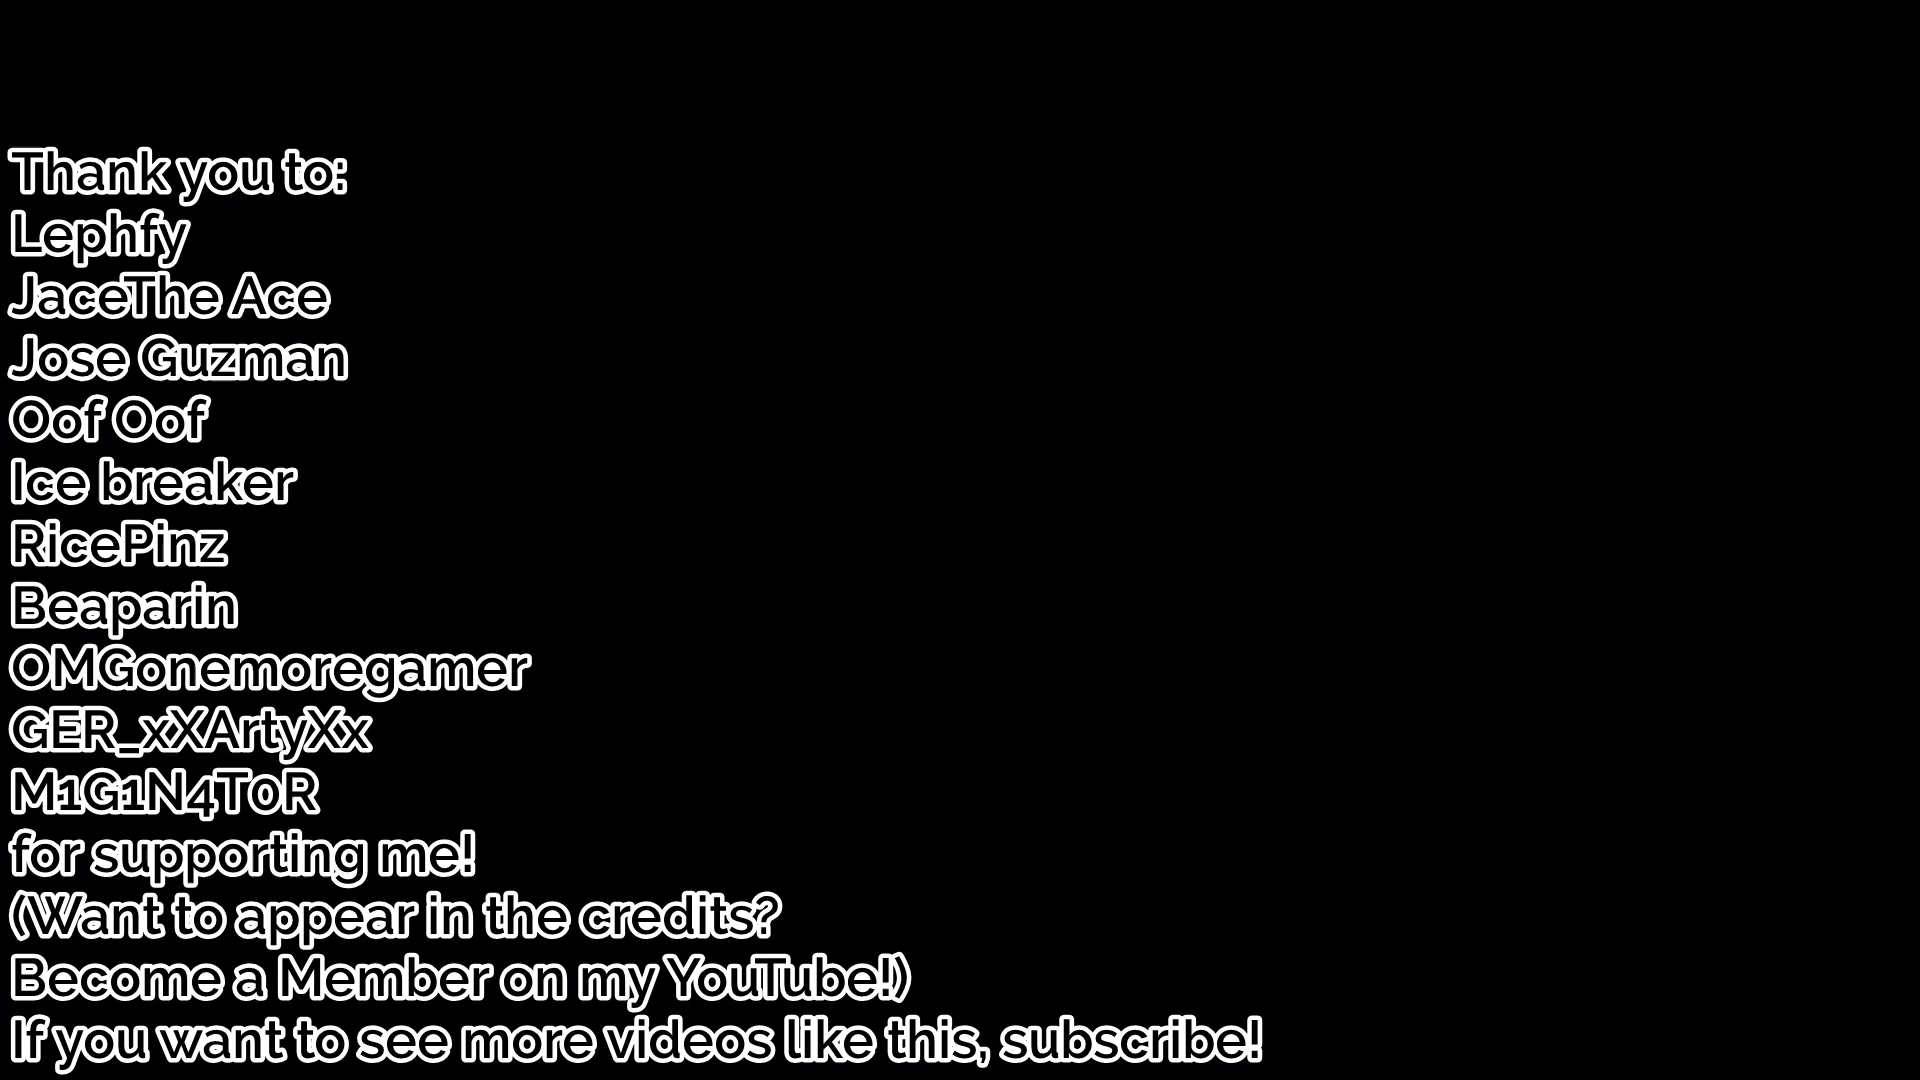 Thank you to:
Lephfy
JaceThe Ace
Jose Guzman
Oof Oof
Ice breaker
RicePinz
Beaparin
OMGonemoregamer
GER_xXArtyXx
M1G1N4T0R
for supporting me!
(Want to appear in the credits?
Become a Member on my YouTube!)
If you want to see more videos like this, subscribe!